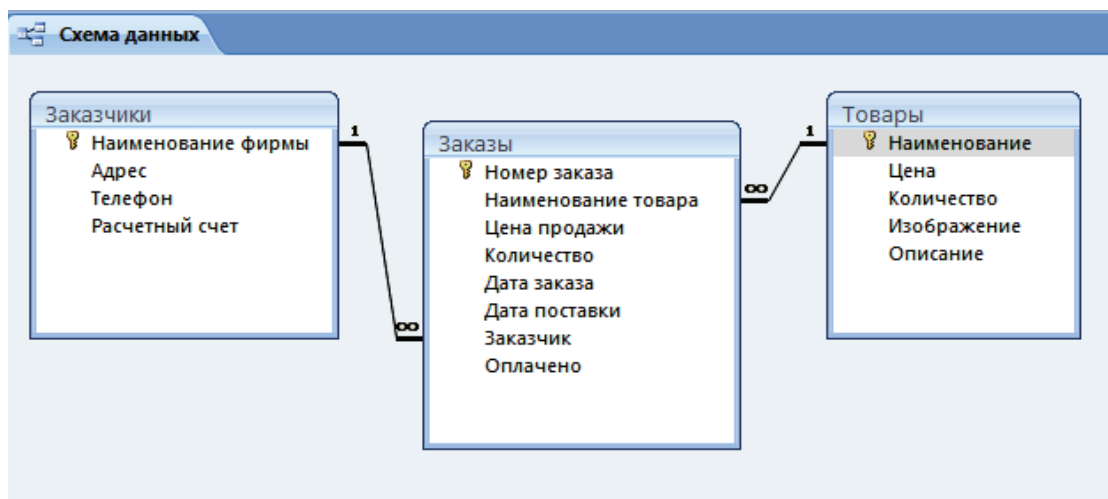 Схема данных
Заказчики
Наименование фирмы
Адрес
Телефон
Расчетный счет
1
∞
Заказы
Номер заказа
Наименование товара
Цена продажи
Количество
Дата заказа
Дата поставки
Заказчик
Оплачено
1
∞
Товары
Наименование
Цена
Количество
Изображение
Описание